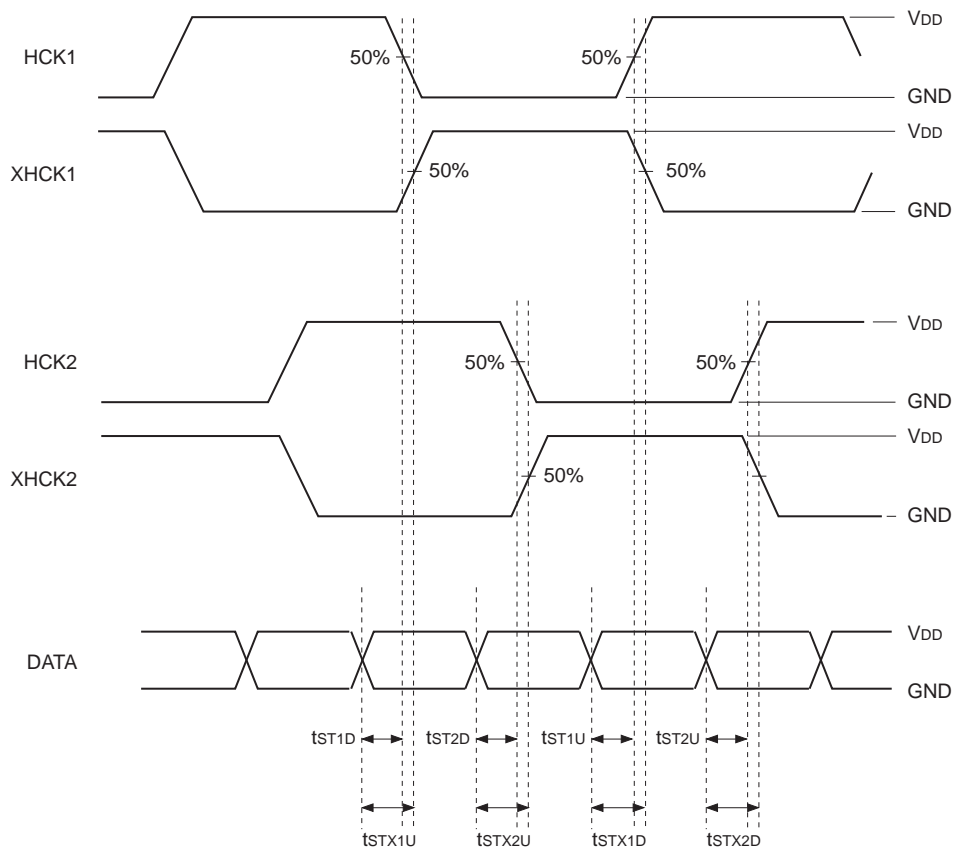 VDD
HCK1
50%
50%
GND
VDD
XHCK1
50%
50%
GND
VDD
HCK2
50%
50%
GND
VDD
XHCK2
50%
GND
VDD
DATA
GND
tST1D
tST2D
tST1U
tST2U
tSTX1U
tSTX2U
tSTX1D
tSTX2D